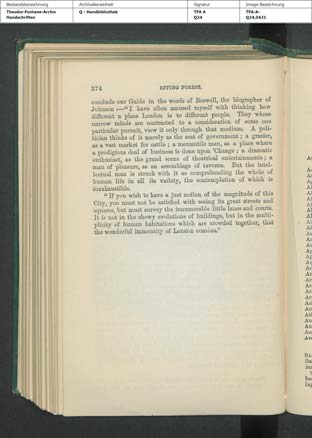 Bestandsbezeichnung Archivalieneinheit Signatur Image-Bezeichnung
Theodor-Fontane-Archiv Q - Handbibliothek TFA A TFA-A-
Handschriften Q24 Q24,0421
374 EPPING FOREST.
conclude our Guide in the words of Boswell, the biographer of
Johnson :—"I have often amused myself with thinking how
different a place London is to different people. They whose
narrow minds are contracted to a consideration of some one
particular pursuit, view it only through that medium. A poli-
tician thinks of it merely as the seat of government; a grazier,
as a vast market for cattle; a mercantile man, as a place where
a prodigious deal of business is done upon 'Change; a dramatic
enthusiast, as the grand scene of theatrical entertainments; a
man of pleasure, as an assemblage of taverns. But the intel-
lectual man is struck with it as comprehending the whole of
human life in all its variety, the contemplation of which is
inexhaustible.
"If you wish to have a just notion of the magnitude of this
City, you must not be satisfied with seeing its great streets and
squares, but must survey the innumerable little lanes and courts.
It is not in the showy evolutions of buildings, but in the multi-
plicity of human habitations which are crowded together, that
the wonderful immensity of London consists."